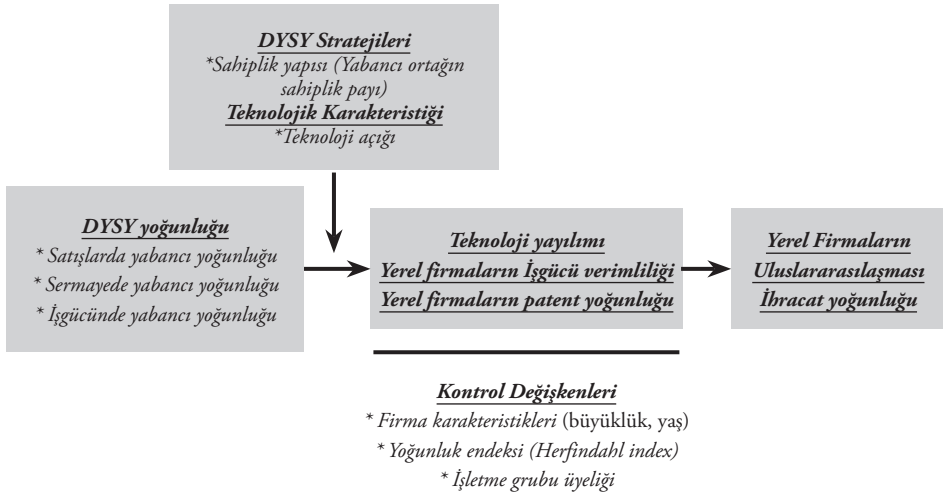 DYSY Stratejileri
*Sahiplik yapısı (Yabancı ortağın
sahiplik payı)
Teknolojik Karakteristiği
*Teknoloji açığı
DYSY yoğunluğu
* Satışlarda yabancı yoğunluğu
* Sermayede yabancı yoğunluğu
* İşgücünde yabancı yoğunluğu
Teknoloji yayılımı
Yerel firmaların İşgücü verimliliği
Yerel firmaların patent yoğunluğu
Yerel Firmaların
Uluslararasılaşması
İhracat yoğunluğu
Kontrol Değişkenleri
* Firma karakteristikleri (büyüklük, yaş)
* Yoğunluk endeksi (Herfindahl index)
* İşletme grubu üyeliği